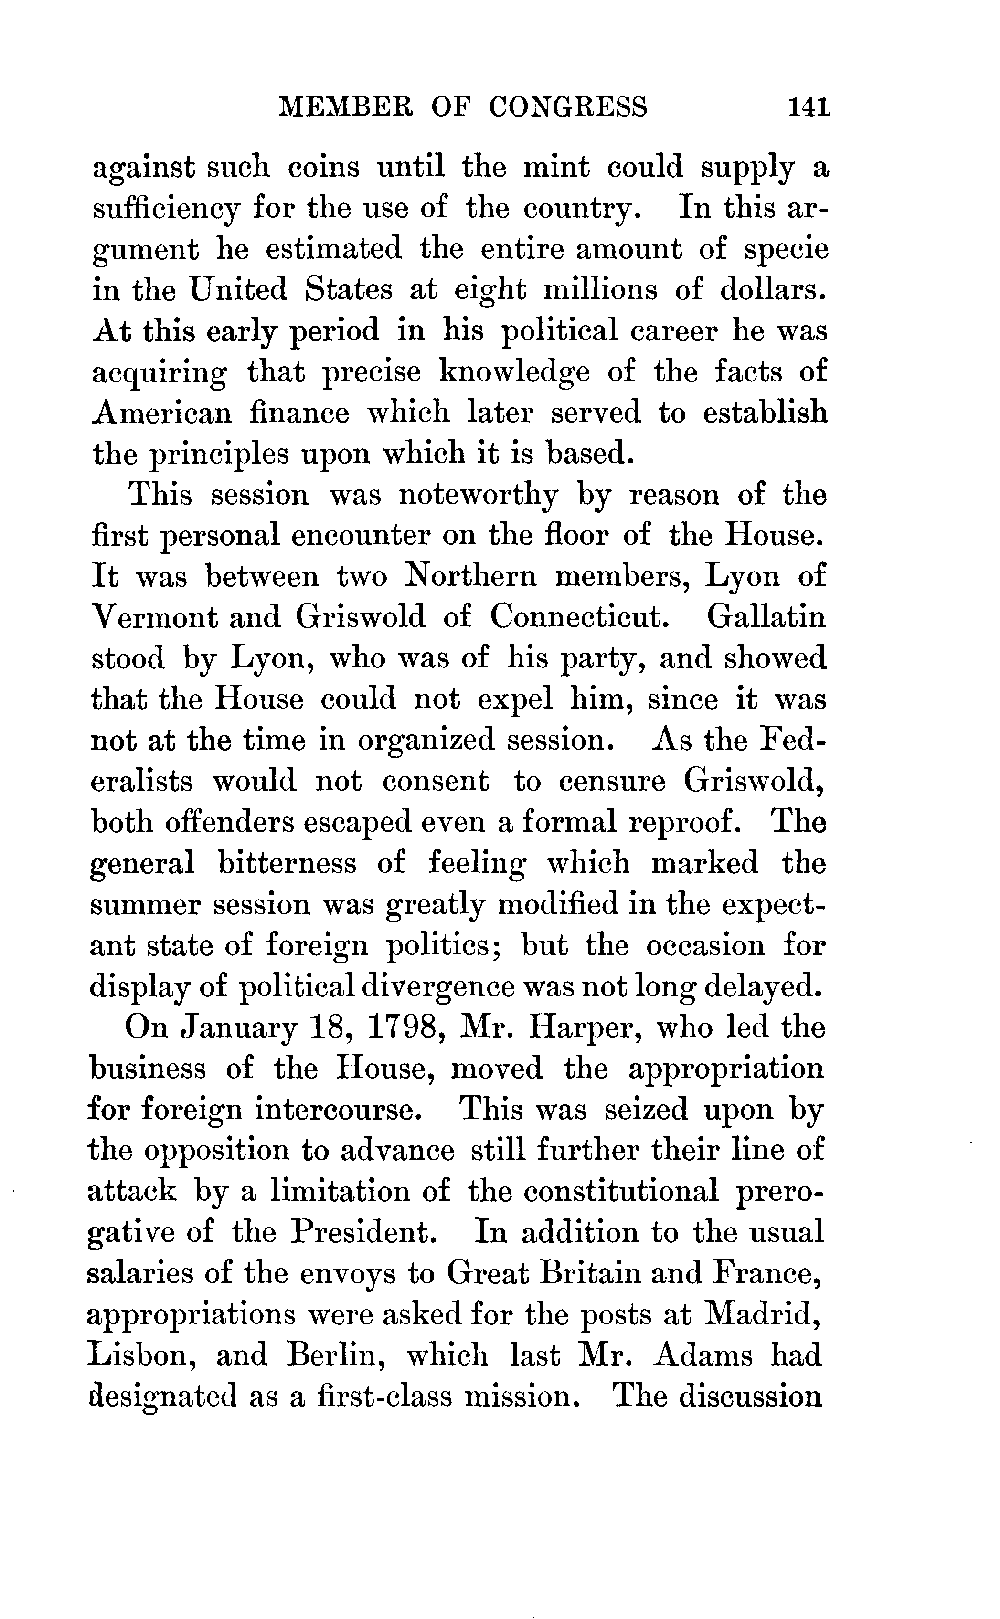 MEMBER OF CONGRESS 141
against such coins until the mint could supply a
sufficiency for the use of the country. In this ar-
gument he estimated the entire amount of specie
in the United States at eight millions of dollars.
At this early period in his political career he was
acquiring that precise knowledge of the facts of
American finance which later served to establish
the principles upon which it is based.
This session was noteworthy by reason of the
first personal encounter on the floor of the House.
It was between two Northern members, Lyon of
Vermont and Griswold of Connecticut. Gallatin
stood by Lyon, who was of his party, and showed
that the House could not expel him, since it was
not at the time in organized session. As the Fed-
eralists would not consent to censure Griswold,
both offenders escaped even a formal reproof. The
general bitterness of feeling which marked the
summer session was greatly modified in the expect-
ant state of foreign politics; but the occasion for
display of political divergence was not long delayed.
On January 18, 1798, Mr. Harper, who led the
business of the House, moved the appropriation
for foreign intercourse. This was seized upon by
the opposition to advance still further their line of
attack by a limitation of the constitutional prero-
gative of the President. In addition to the usual
salaries of the envoys to Great Britain and France,
appropriations were asked for the posts at Madrid,
Lisbon, and Berlin, which last Mr. Adams had
designated as a first-class mission. The discussion